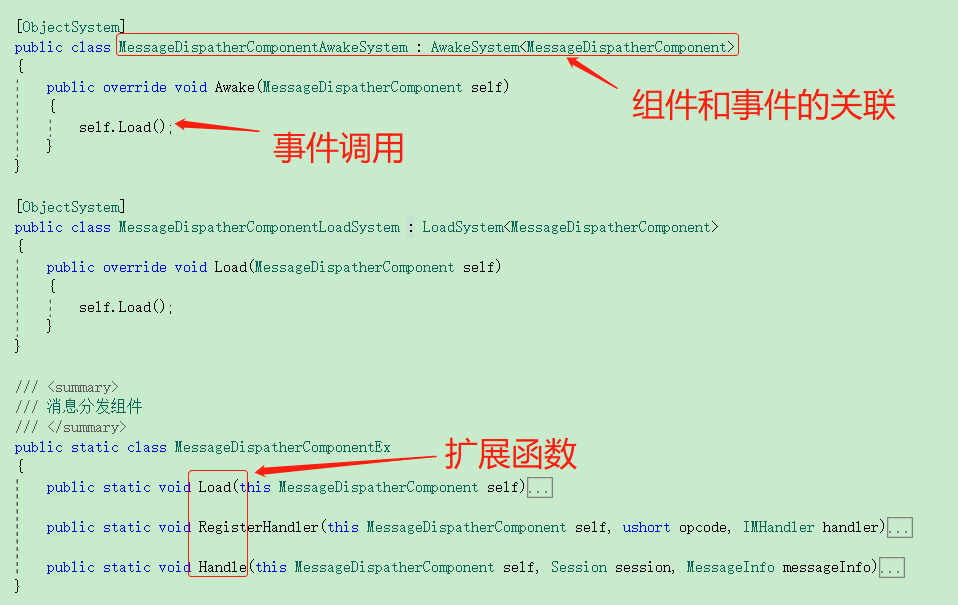 [ObjectSystem]
public class MessageDispatherComponentAwakeSystem : AwakeSystem<MessageDispatherComponent>
{
public override void Awake(MessageDispatherComponent self)
{
组件和事件的关联
self.Load();
事件调用
}
}
[ObjectSystem]
public class MessageDispatherComponentLoadSystem : LoadSystem<MessageDispatherComponent>
{
public override void Load(MessageDispatherComponent self)
{
self.Load();
}
}
/// <summary>
/// 消息分发组件
/// </summary>
public static class MessageDispatherComponentEx
{
扩展函数
public static void Load(this MessageDispatherComponent self)...
public static void RegisterHandler(this MessageDispatherComponent self, ushort opcode, IMHandler handler)...
public static void Handle(this MessageDispatherComponent self, Session session, MessageInfo messageInfo)...
}